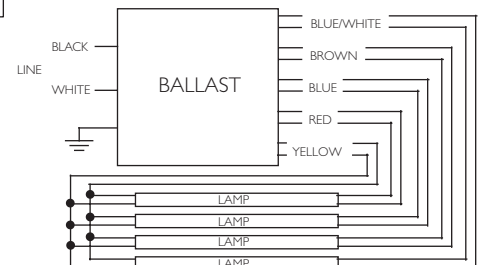 BLUE/WHITE
BLACK
BROWN
LINE
WHITE
BALLAST
BLUE
RED
YELLOW
LAMP
LAMP
LAMP
LAMP